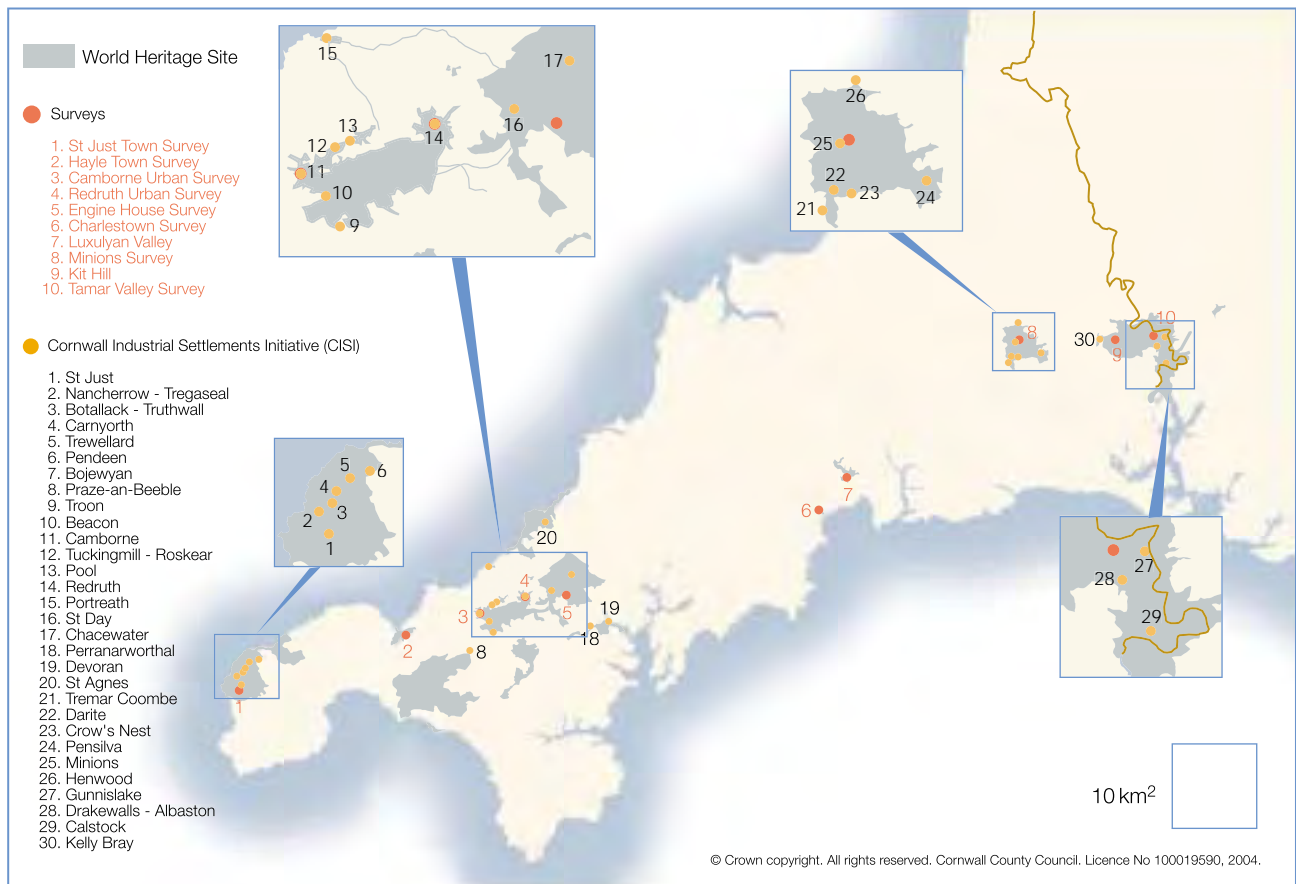 World Heritage Site
Surveys
1. St Just Town Survey
2. Hayle Town Survey
3. Camborne Urban Survey
4. Redruth Urban Survey
5. Engine House Survey
6. Charlestown Survey
7. Luxulyan Valley
8. Minions Survey
9. Kit Hill
10. Tamar Valley Survey
Cornwall Industrial Settlements Initiative (CISI)
1. St Just
2. Nancherrow - Tregaseal
3. Botallack - Truthwall
4. Carnyorth
5. Trewellard
6. Pendeen
7. Bojewyan
8. Praze-an-Beeble
9. Troon
10. Beacon
11. Camborne
12. Tuckingmill - Roskear
13. Pool
14. Redruth
15. Portreath
16. St Day
17. Chacewater
18. Perranarworthal
19. Devoran
20. St Agnes
21. Tremar Coombe
22. Darite
23. Crow's Nest
24. Pensilva
25. Minions
26. Henwood
27. Gunnislake
28. Drakewalls - Albaston
29. Calstock
30. Kelly Bray
15
17
13
12
14
16
11
10
9
26
25
22
23
24
21
5
6
4
3
2
1
8
30
9
10
7
6
20
4
3
5
19
18
2
8
1
27
28
29
10 km²
© Crown copyright. All rights reserved. Cornwall County Council. Licence No 100019590, 2004.